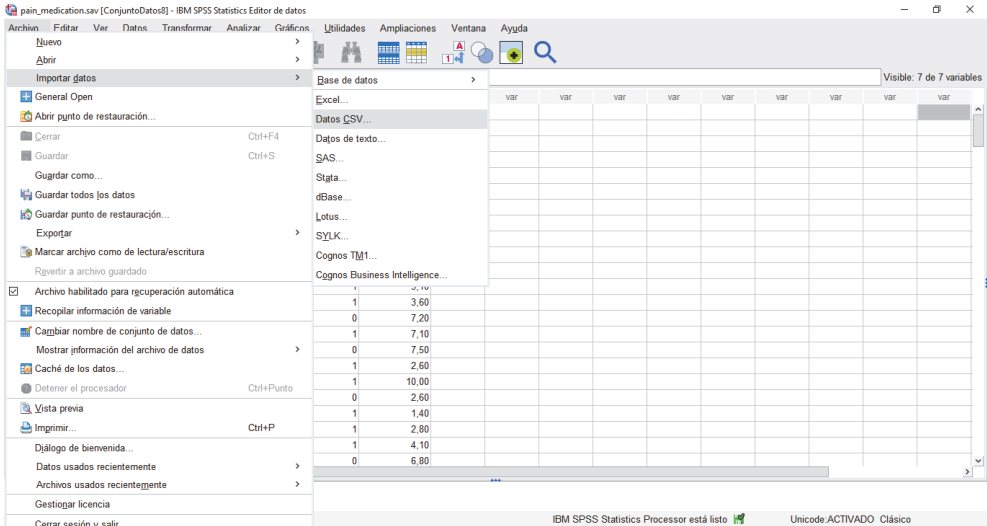 pain_medication.sav [ConjuntoDatos8] - IBM SPSS Statistics Editor de datos
Archivo Editar Ver Datos Transformar Analizar Gráficos Utilidades Ampliaciones Ventana Ayuda
Nuevo
Abrir
Importar datos
General Open
Abrir punto de restauración...
Cerrar Ctrl+F4
Guardar Ctrl+S
Guardar como...
Guardar todos los datos
Guardar punto de restauración...
Exportar
Marcar archivo como de lectura/escritura
Revertir a archivo guardado
Archivo habilitado para recuperación automática
Recopilar información de variable
Cambiar nombre de conjunto de datos...
Mostrar información del archivo de datos
Caché de los datos...
Detener el procesador Ctrl+Punto
Vista previa
Imprimir... Ctrl+P
Diálogo de bienvenida...
Datos usados recientemente
Archivos usados recientemente
Gestionar licencia
Cerrar sesión y salir
Base de datos
Excel...
Datos CSV...
Datos de texto...
SAS...
Stata...
dBase...
Lotus...
SYLK...
Cognos TM1...
Cognos Business Intelligence...
Visible: 7 de 7 variables
var var var var var var var var
1 3,60
0 7,20
1 7,10
0 7,50
1 2,60
1 10,00
0 2,60
1 1,40
1 2,80
1 4,10
0 6,80
IBM SPSS Statistics Processor está listo Unicode:ACTIVADO Clásico